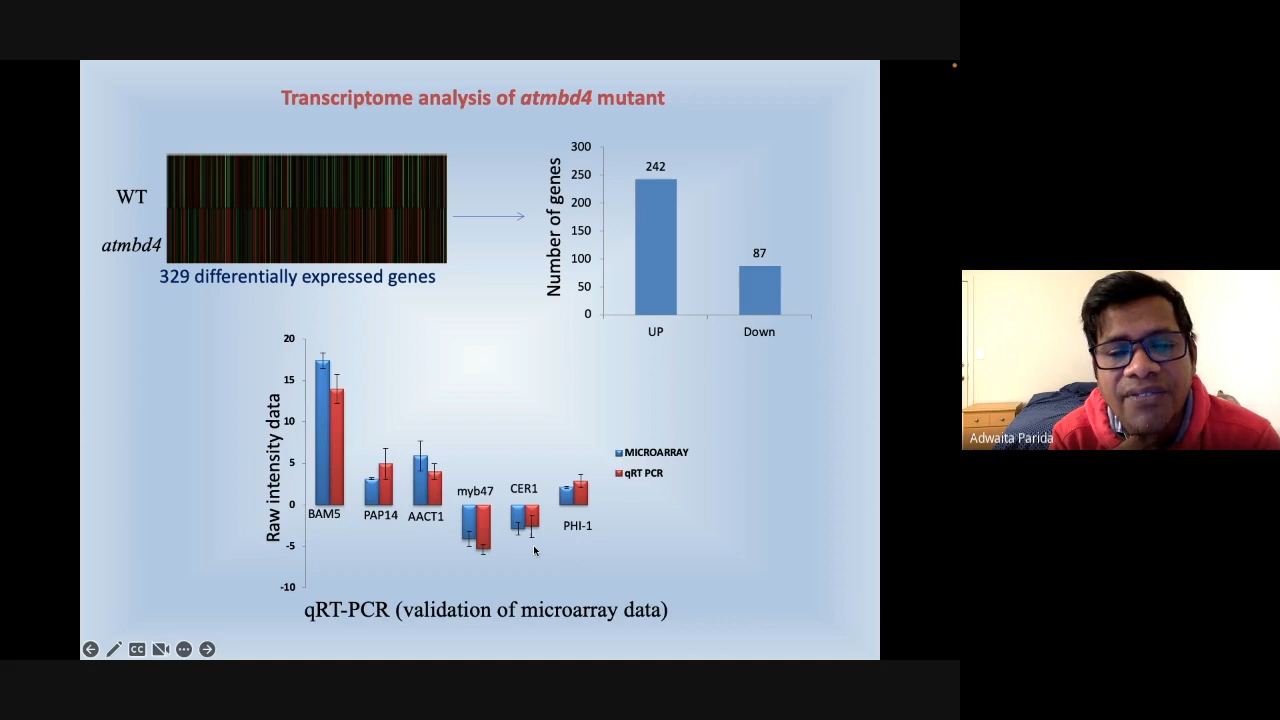 Transcriptome analysis of atmbd4 mutant
WT
atmbd4
329 differentially expressed genes
Number of genes
300
250
200
150
100
50
0
242
87
UP
Down
Raw intensity data
20
15
10
5
0
-5
-10
BAM5
PAP14
AACT1
myb47
CER1
PHI-1
MICROARRAY
qRT PCR
qRT-PCR (validation of microarray data)
CC
Adwaita Parida